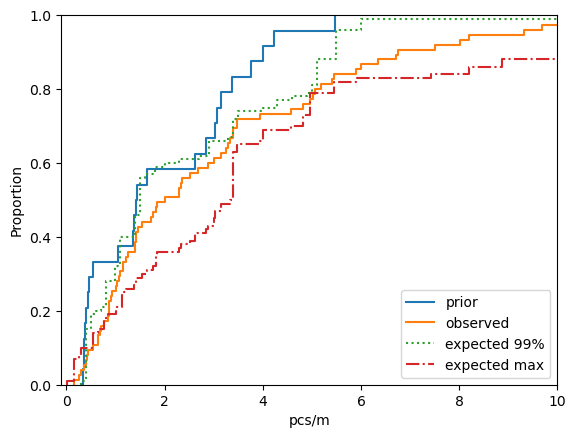 1.0
0.8
0.6
0.4
0.2
0.0
Proportion
prior
observed
expected 99%
expected max
0 2 4 6 8 10
pcs/m